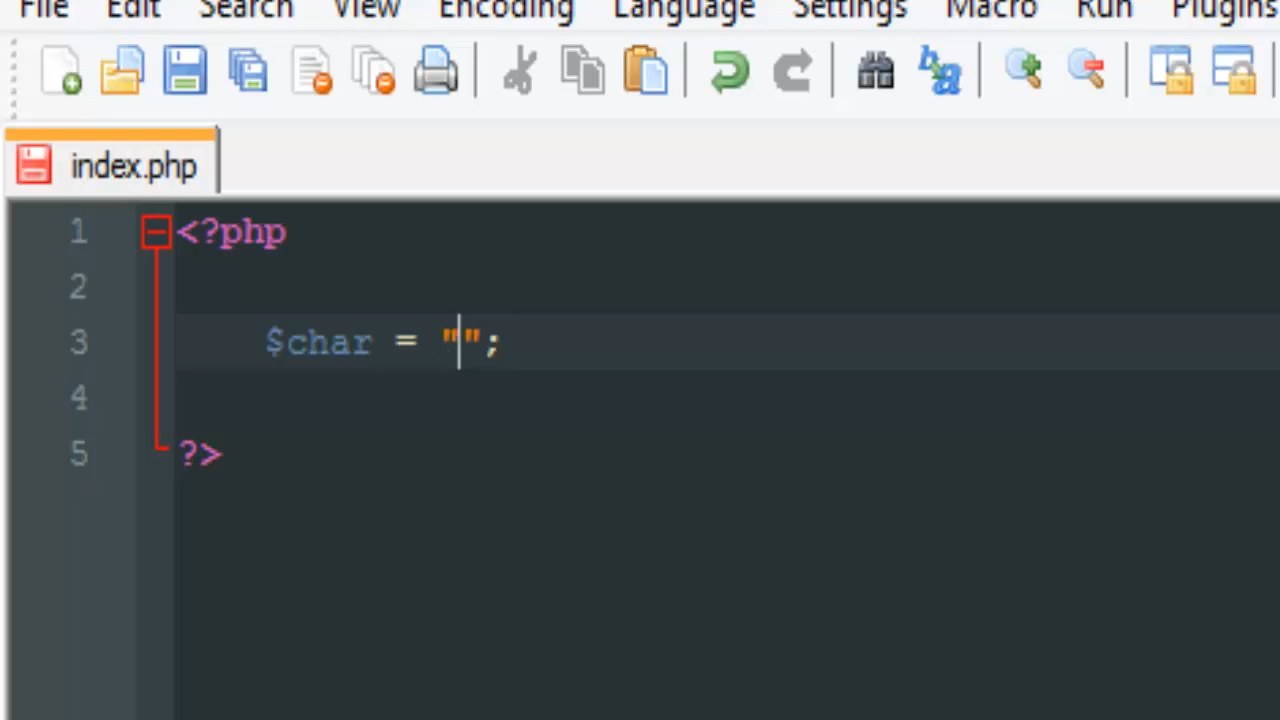 File Edit Search View Encoding Language Settings Macro Run Plugins
index.php
1 <?php
2
3 $char = "";
4
5 ?>